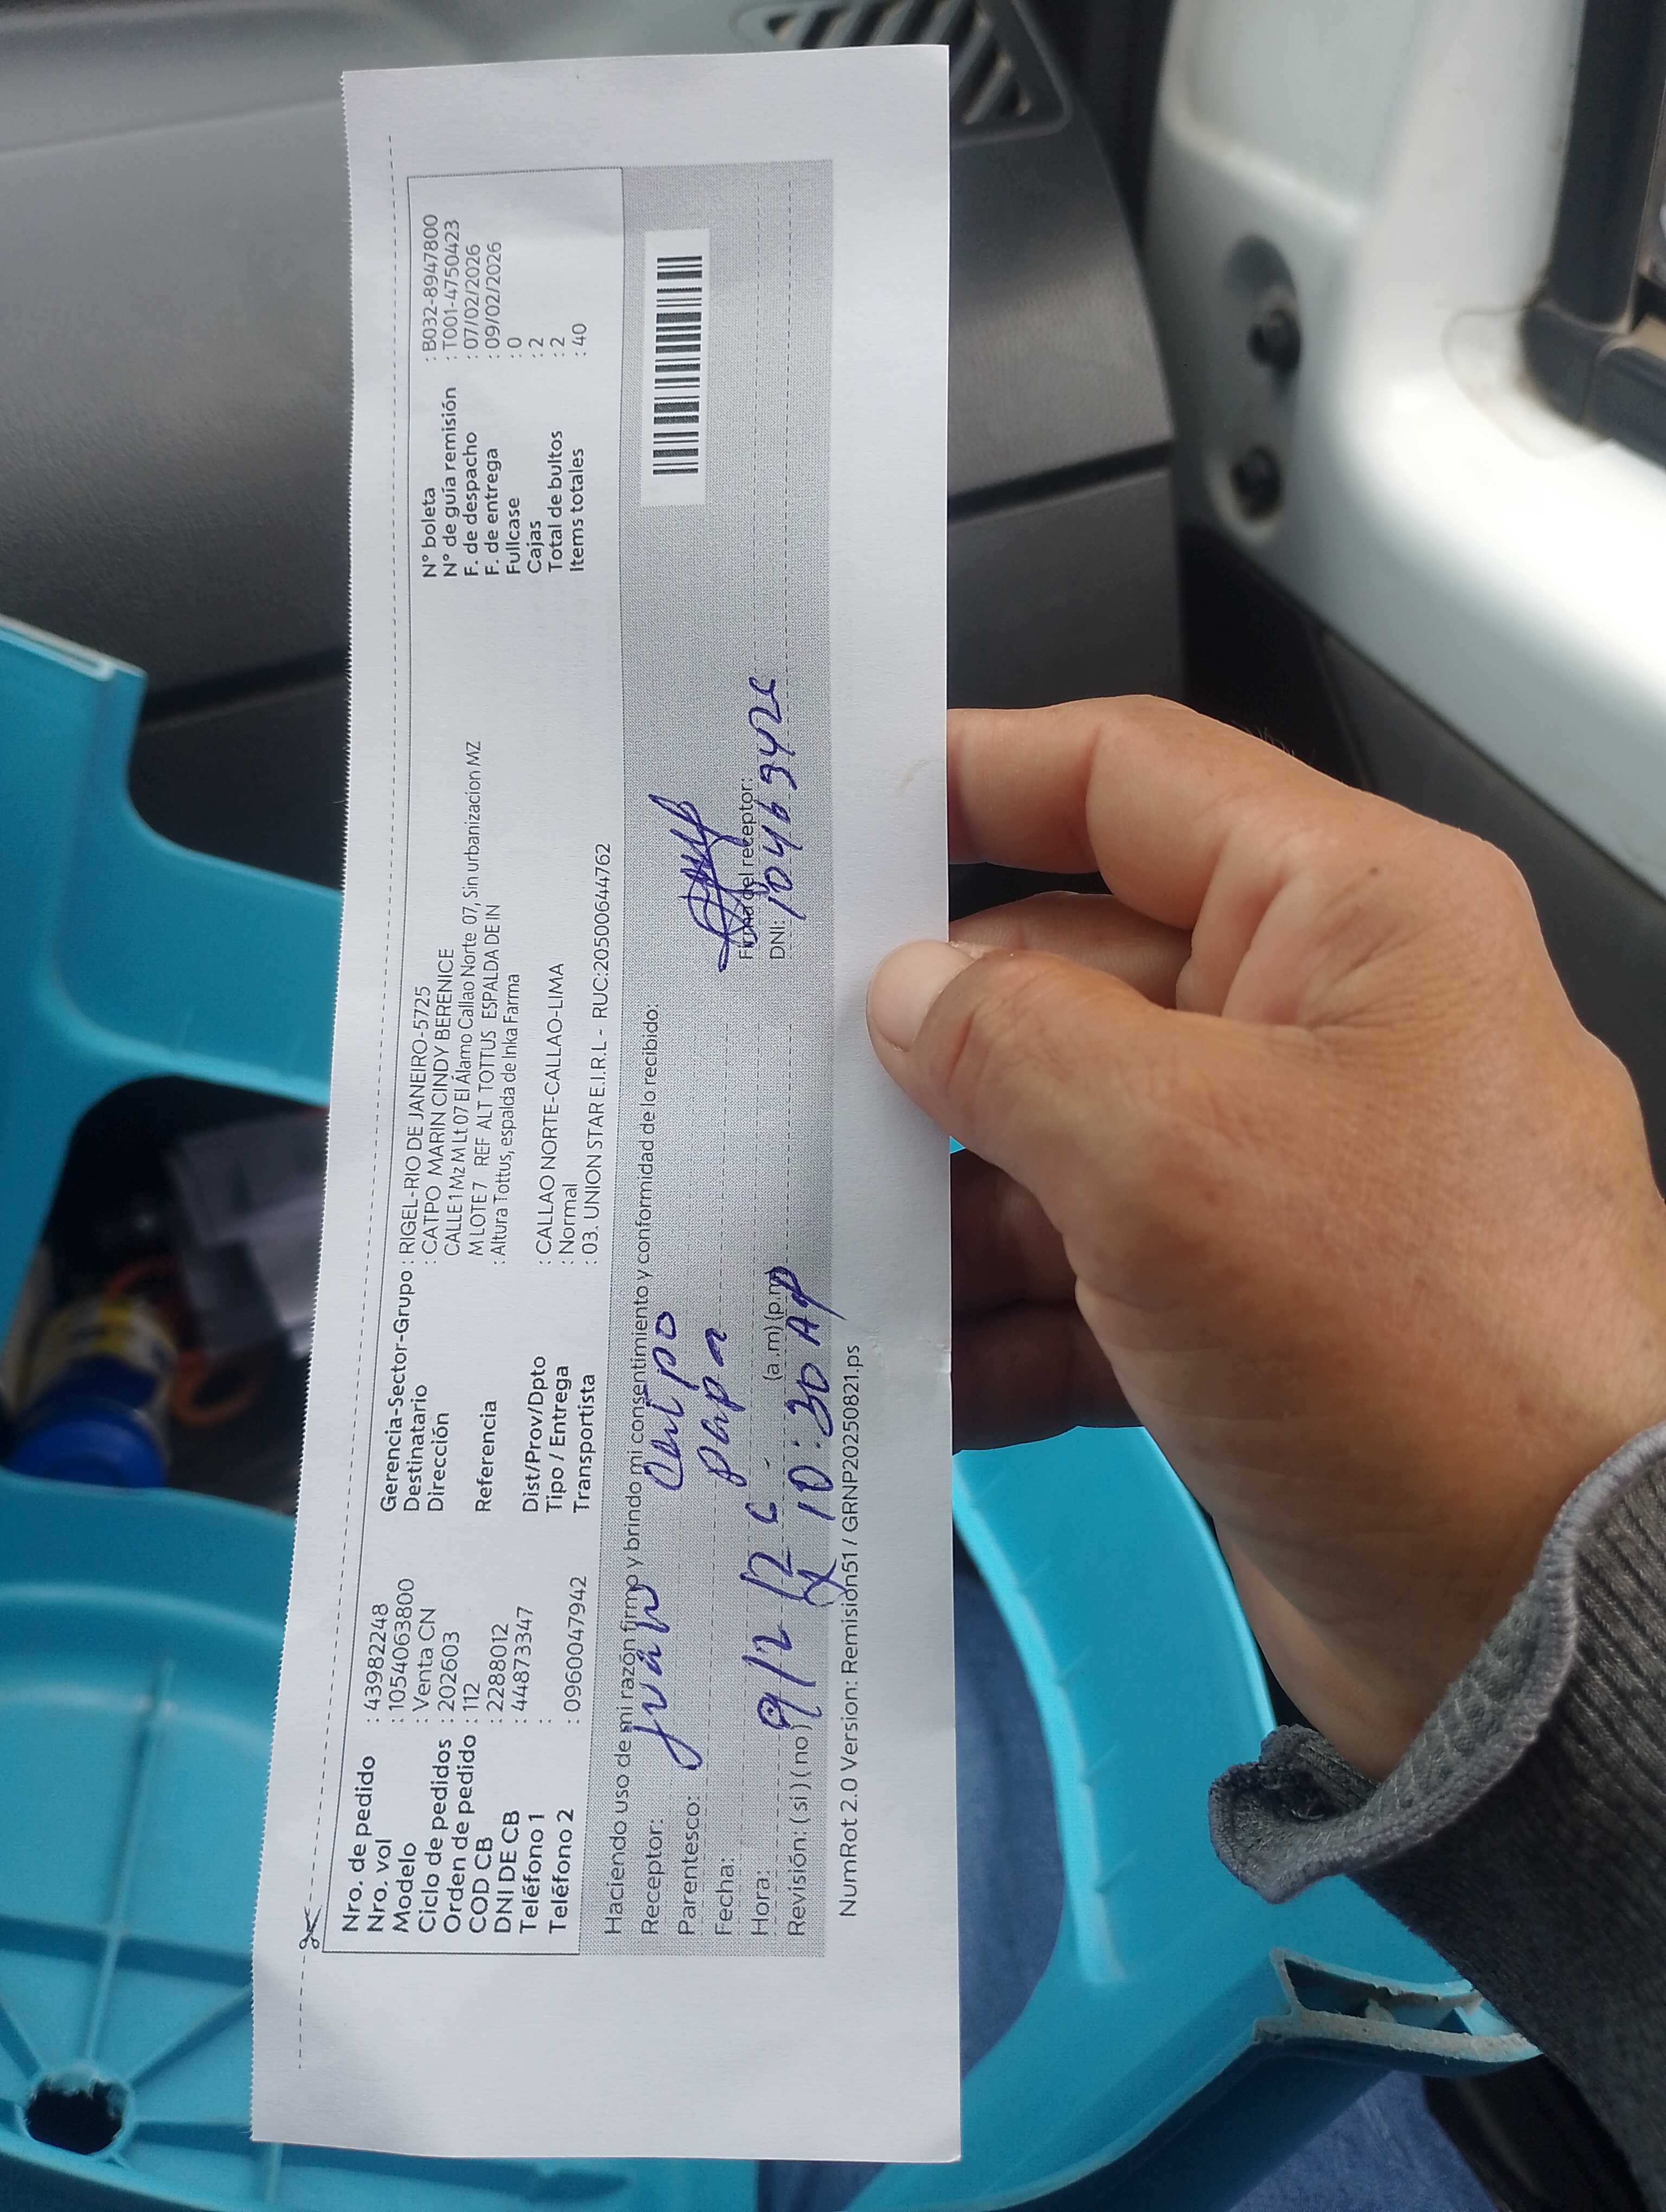 Nro. de pedido : 43982248
Nro. vol : 1054063800
Modelo : Venta CN
Ciclo de pedidos : 202603
Orden de pedido : 112
COD CB : 2288012
DNI DE CB : 44873347
Teléfono 1 :
Teléfono 2 : 0960047942
Gerencia-Sector-Grupo : RIGEL-RIO DE JANEIRO-5725
Destinatario : CATPO MARIN CINDY BERENICE
Dirección CALLE 1 Mz M Lt 07 El Álamo Callao Norte 07, Sin urbanizacion MZ
M LOTE 7 REF ALT TOTTUS ESPALDA DE IN
Referencia : Altura Tottus, espalda de Inka Farma
Dist/Prov/Dpto : CALLAO NORTE-CALLAO-LIMA
Tipo / Entrega : Normal
Transportista : 03. UNION STAR E.I.R.L - RUC:20500644762
N° boleta : B032-8947800
N° de guía remisión : T001-4750423
F. de despacho : 07/02/2026
F. de entrega : 09/02/2026
Fullcase : 0
Cajas : 2
Total de bultos : 2
Items totales : 40
Haciendo uso de mi razón firmo y brindo mi consentimiento y conformidad de lo recibido:
Receptor: Juan Catpo
Parentesco: papa
Fecha: 9/2/26
Hora: 10:30 (a.m) (p.m)
Revisión: (si) (no)
Firma del receptor:
DNI: 10463426
NumRot 2.0 Version: Remisión51 / GRNP20250821.ps